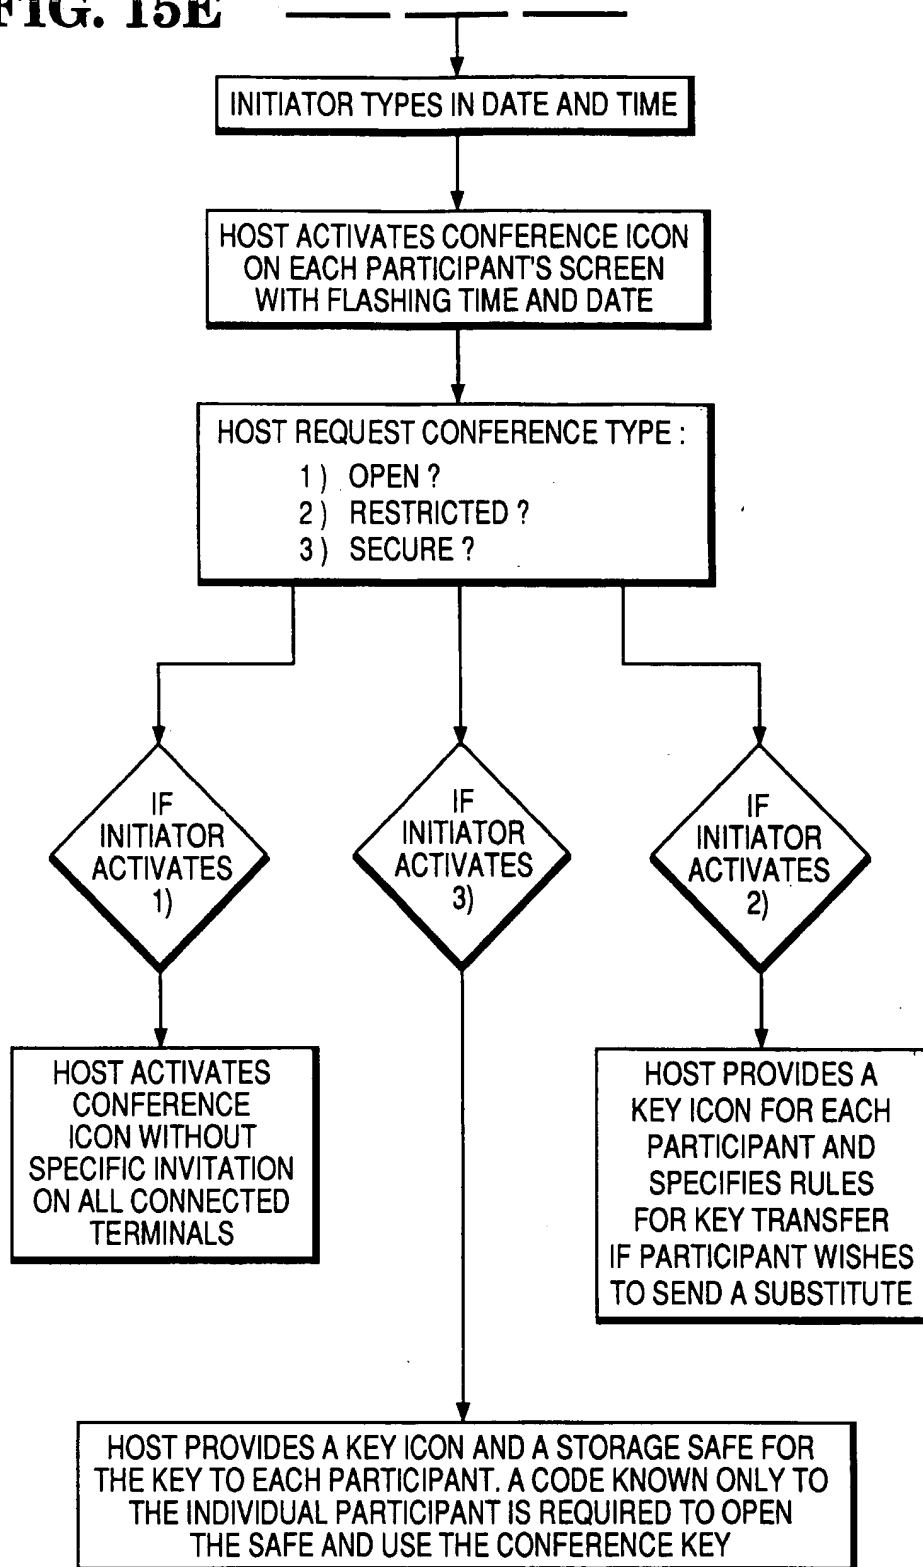 FIG. 15E
INITIATOR TYPES IN DATE AND TIME
HOST ACTIVATES CONFERENCE ICON
ON EACH PARTICIPANT'S SCREEN
WITH FLASHING TIME AND DATE
HOST REQUEST CONFERENCE TYPE :
1) OPEN ?
2) RESTRICTED ?
3) SECURE ?
IF
INITIATOR
ACTIVATES
1)
IF
INITIATOR
ACTIVATES
3)
IF
INITIATOR
ACTIVATES
2)
HOST ACTIVATES
CONFERENCE
ICON WITHOUT
SPECIFIC INVITATION
ON ALL CONNECTED
TERMINALS
HOST PROVIDES A
KEY ICON FOR EACH
PARTICIPANT AND
SPECIFIES RULES
FOR KEY TRANSFER
IF PARTICIPANT WISHES
TO SEND A SUBSTITUTE
HOST PROVIDES A KEY ICON AND A STORAGE SAFE FOR
THE KEY TO EACH PARTICIPANT. A CODE KNOWN ONLY TO
THE INDIVIDUAL PARTICIPANT IS REQUIRED TO OPEN
THE SAFE AND USE THE CONFERENCE KEY